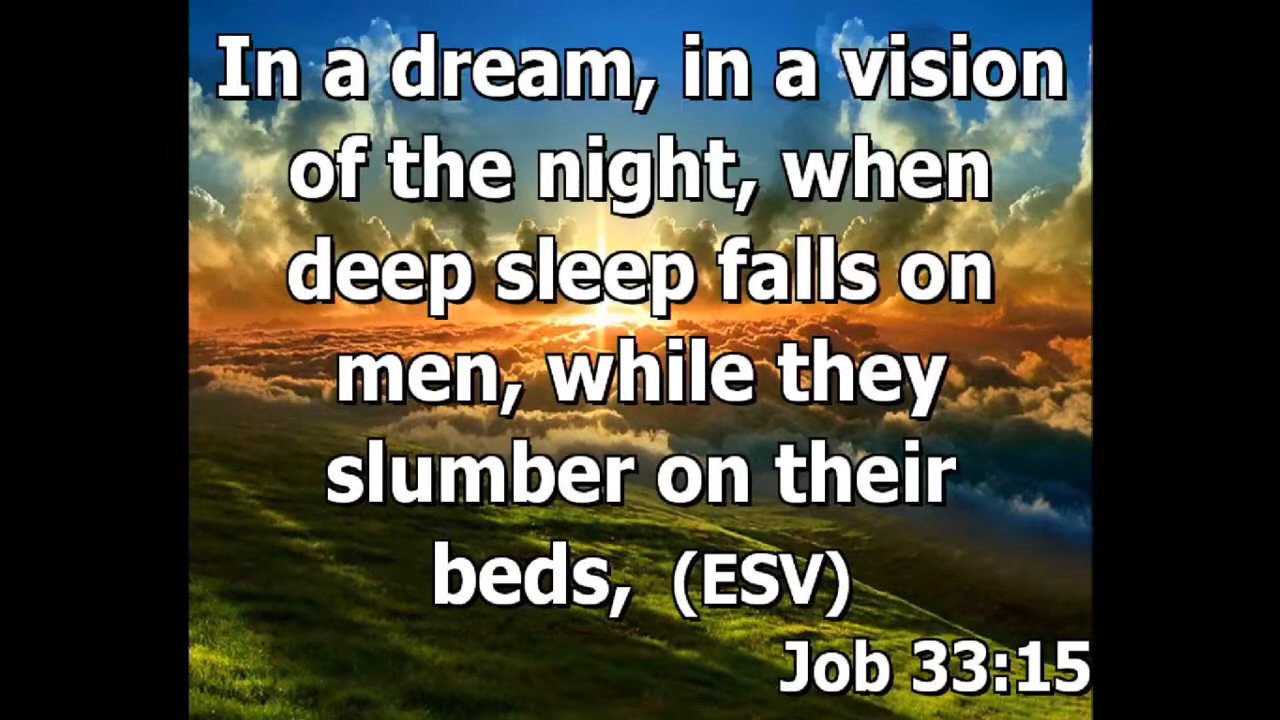 In a dream, in a vision
of the night, when
deep sleep falls on
men, while they
slumber on their
beds, (ESV)
Job 33:15